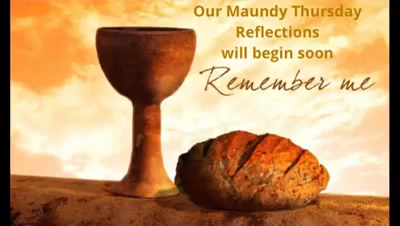 Our Maundy Thursday
Reflections
will begin soon
Remember me